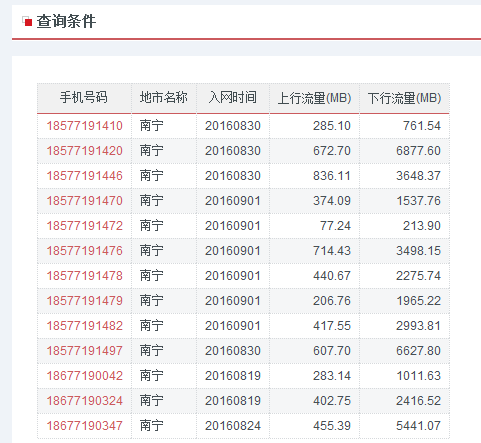 查询条件
手机号码 地市名称 入网时间 上行流量(MB) 下行流量(MB)
18577191410 南宁 20160830 285.10 761.54
18577191420 南宁 20160830 672.70 6877.60
18577191446 南宁 20160830 836.11 3648.37
18577191470 南宁 20160901 374.09 1537.76
18577191472 南宁 20160901 77.24 213.90
18577191476 南宁 20160901 714.43 3498.15
18577191478 南宁 20160901 440.67 2275.74
18577191479 南宁 20160901 206.76 1965.22
18577191482 南宁 20160901 417.55 2993.81
18577191497 南宁 20160830 607.70 6627.80
18677190042 南宁 20160819 283.14 1011.63
18677190324 南宁 20160819 402.75 2416.52
18677190347 南宁 20160824 455.39 5441.07